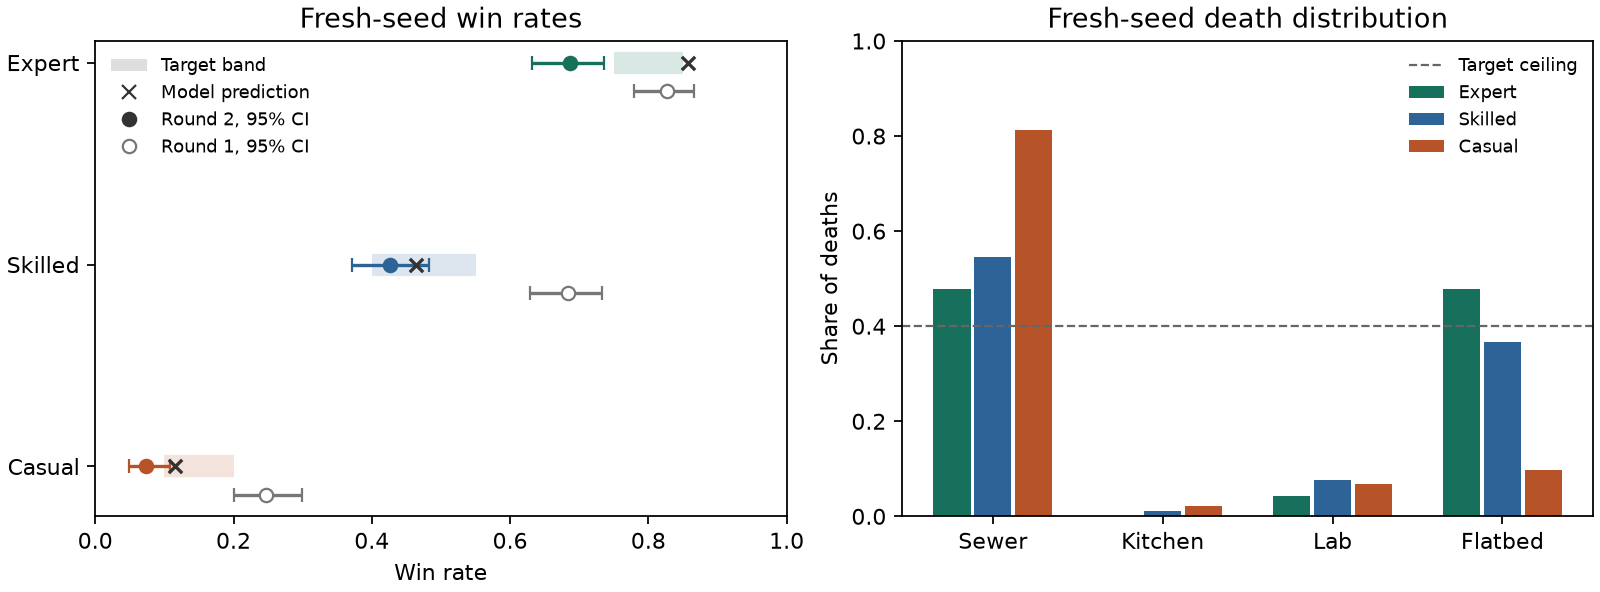 Fresh-seed win rates
Expert
Skilled
Casual
Target band
Model prediction
Round 2, 95% CI
Round 1, 95% CI
0.0 0.2 0.4 0.6 0.8 1.0
Win rate
Fresh-seed death distribution
Share of deaths
1.0
0.8
0.6
0.4
0.2
0.0
Target ceiling
Expert
Skilled
Casual
Sewer Kitchen Lab Flatbed